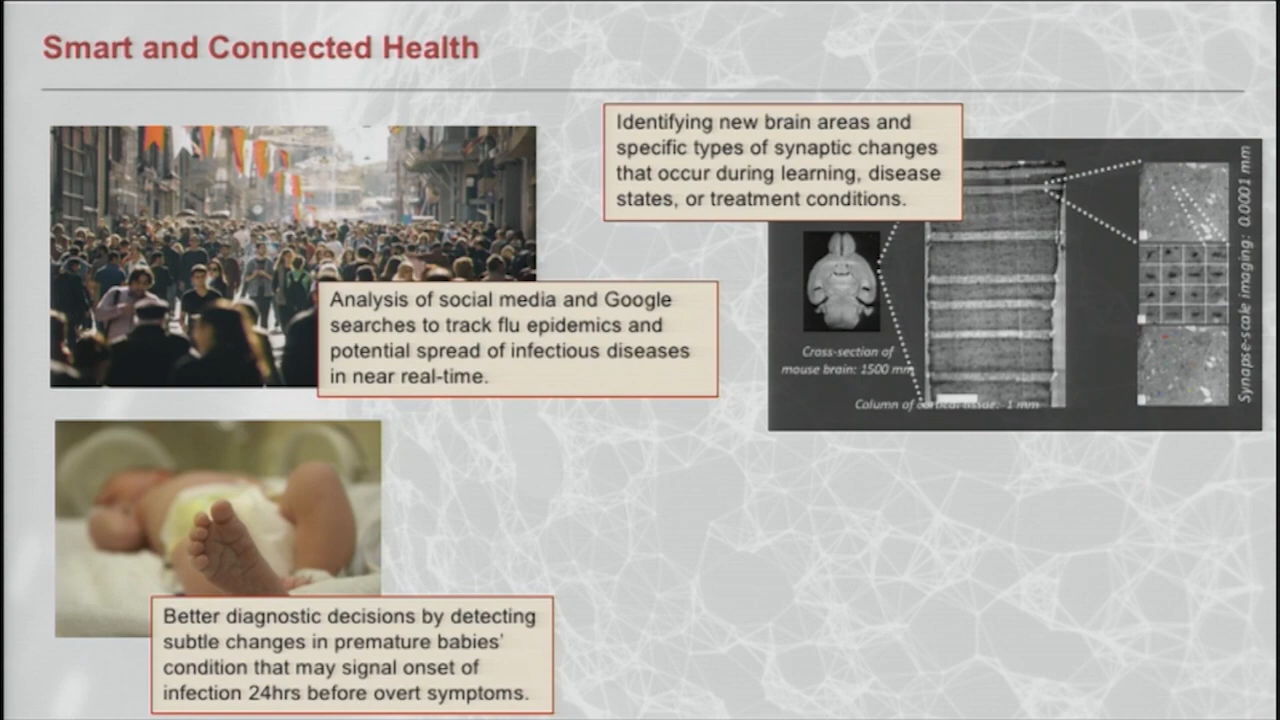 Smart and Connected Health
Identifying new brain areas and
specific types of synaptic changes
that occur during learning, disease
states, or treatment conditions.
Analysis of social media and Google
searches to track flu epidemics and
potential spread of infectious diseases
in near real-time.
Cross-section of
mouse brain: 1500 mm
Column of cortical tissue: 1 mm
Synapse-scale imaging: 0.0001 mm
Better diagnostic decisions by detecting
subtle changes in premature babies'
condition that may signal onset of
infection 24hrs before overt symptoms.